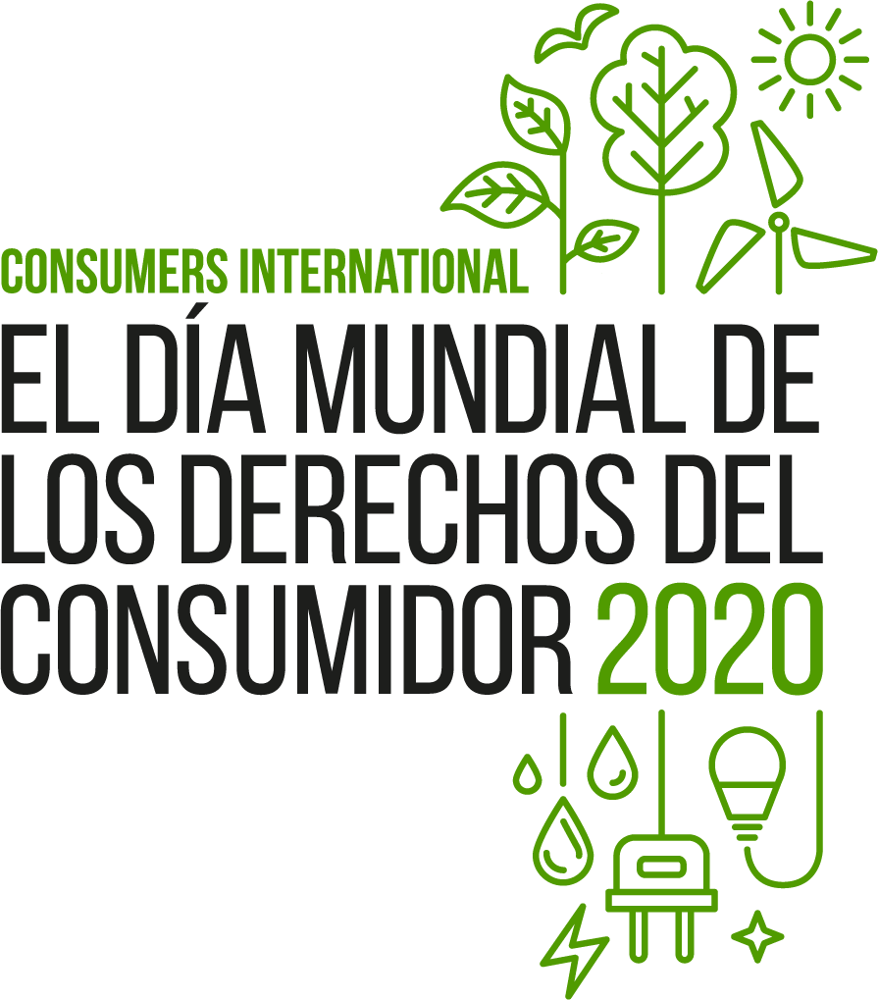 CONSUMERS INTERNATIONAL
EL DÍA MUNDIAL DE
LOS DERECHOS DEL
CONSUMIDOR 2020